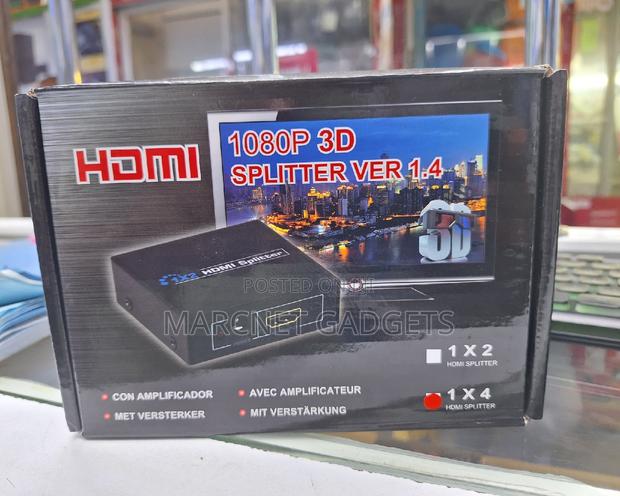 HDMI
1080P 3D
SPLITTER VER 1.4
3D
1X2 HDMI Splitter
POSTED ON
MARCNET GADGETS
1 X 2
HDMI SPLITTER
1 X 4
HDMI SPLITTER
• CON AMPLIFICADOR
• AVEC AMPLIFICATEUR
• MET VERSTERKER
• MIT VERSTÄRKUNG